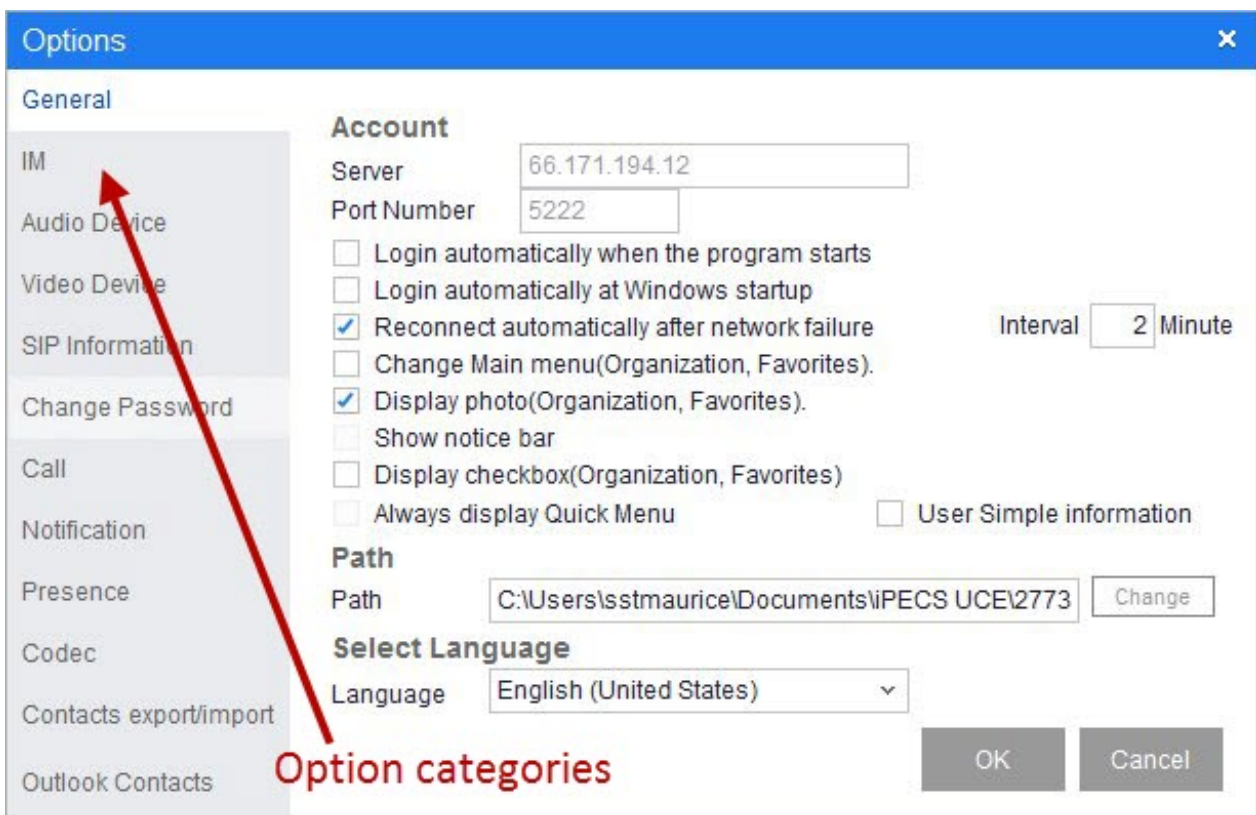 Options
General
IM
Audio Device
Video Device
SIP Information
Change Password
Call
Notification
Presence
Codec
Contacts export/import
Outlook Contacts
Account
Server 66.171.194.12
Port Number 5222
Login automatically when the program starts
Login automatically at Windows startup
Reconnect automatically after network failure Interval 2 Minute
Change Main menu(Organization, Favorites).
Display photo(Organization, Favorites).
Show notice bar
Display checkbox(Organization, Favorites)
Always display Quick Menu User Simple information
Path
Path C:\Users\sstmaurice\Documents\iPECS UCE\2773 Change
Select Language
Language English (United States)
OK Cancel
Option categories